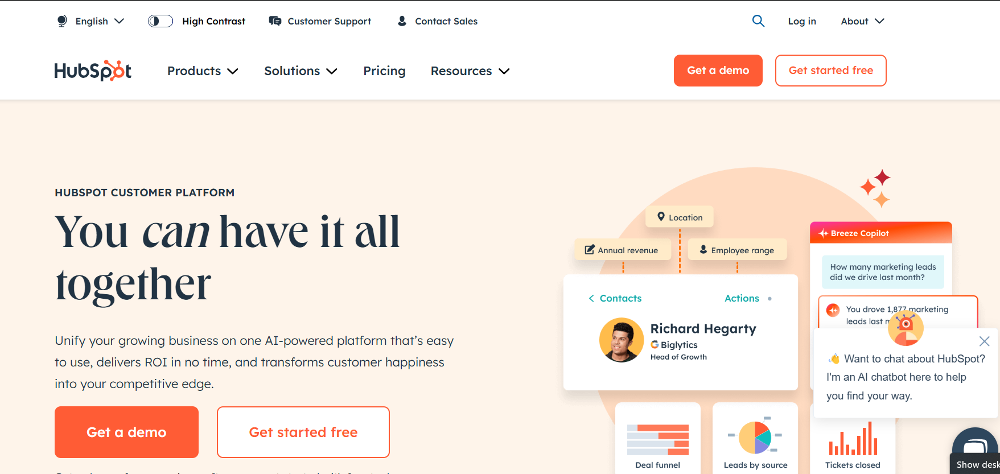 English
High Contrast
Customer Support
Contact Sales
Log in
About
HubSpot
Products
Solutions
Pricing
Resources
Get a demo
Get started free
HUBSPOT CUSTOMER PLATFORM
You can have it all
together
Unify your growing business on one AI-powered platform that's easy
to use, delivers ROI in no time, and transforms customer happiness
into your competitive edge.
Get a demo
Get started free
Location
Annual revenue
Employee range
Contacts
Actions
Richard Hegarty
Biglytics
Head of Growth
Breeze Copilot
How many marketing leads
did we drive last month?
You drove 1,877 marketing
leads last
👋 Want to chat about HubSpot?
I'm an AI chatbot here to help
you find your way.
Deal funnel
Leads by source
Tickets closed
Show desk